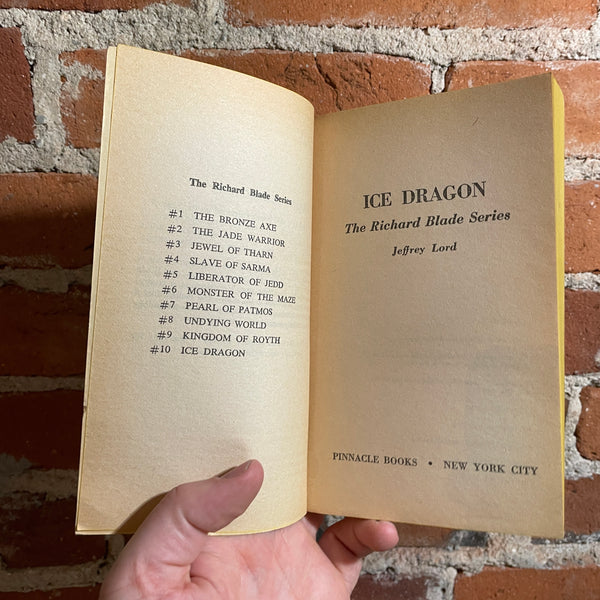 The Richard Blade Series
#1 THE BRONZE AXE
#2 THE JADE WARRIOR
#3 JEWEL OF THARN
#4 SLAVE OF SARMA
#5 LIBERATOR OF JEDD
#6 MONSTER OF THE MAZE
#7 PEARL OF PATMOS
#8 UNDYING WORLD
#9 KINGDOM OF ROYTH
#10 ICE DRAGON
ICE DRAGON
The Richard Blade Series
Jeffrey Lord
PINNACLE BOOKS • NEW YORK CITY